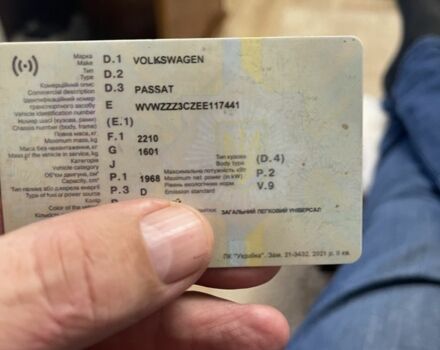 Марка D.1 VOLKSWAGEN
Make
Тип D.2
Type
Комерційний опис D.3 PASSAT
Commercial description
Ідентифікаційний номер E WVWZZZ3CZEE117441
транспортного засобу
Vehicle identification number
Номер шасі (кузова, рами) (E.1)
Chassis number (body, frame)
Повна маса, кг F.1 2210
Maximum mass, kg
Маса без навантаження, кг G 1601
Mass of the vehicle in service, kg
Категорія J Тип кузова (D.4)
Vehicle category Body type
Об'єм двигуна, см³ P.1 1968 Максимальна потужність, кВт P.2
Capacity, cm³ Maximum net power (in kW)
Тип пального або джерела енергії P.3 D Рівень екологічних норм V.9
Type of fuel or power source Emission standard
Колір
Color of the
ЗАГАЛЬНИЙ ЛЕГКОВИЙ УНІВЕРСАЛ
ПК "Україна". Зам. 21-3432. 2021 р. II кв.